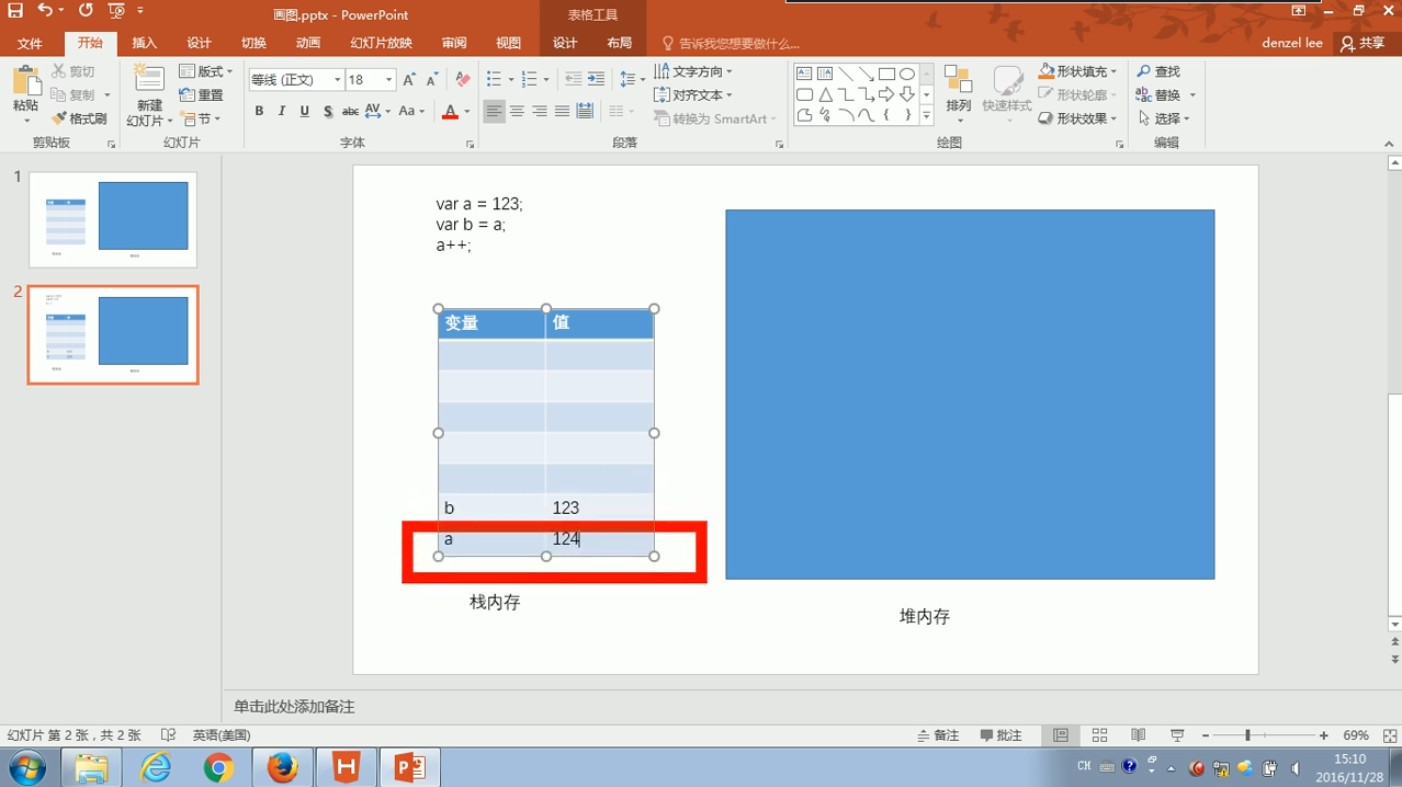 画图.pptx - PowerPoint
表格工具
文件
开始
插入
设计
切换
动画
幻灯片放映
审阅
视图
设计
布局
告诉我您想要做什么...
denzel lee
共享
粘贴
剪切
复制
格式刷
剪贴板
新建
幻灯片
版式
重置
节
幻灯片
等线 (正文)
18
B I U S abc AV Aa A
字体
文字方向
对齐文本
转换为 SmartArt
段落
排列
快速样式
形状填充
形状轮廓
形状效果
绘图
查找
替换
选择
编辑
1
2
var a = 123;
var b = a;
a++;
变量 值
b 123
a 124
栈内存
堆内存
单击此处添加备注
幻灯片 第 2 张，共 2 张
英语(美国)
备注
批注
69%
CH
15:10
2016/11/28